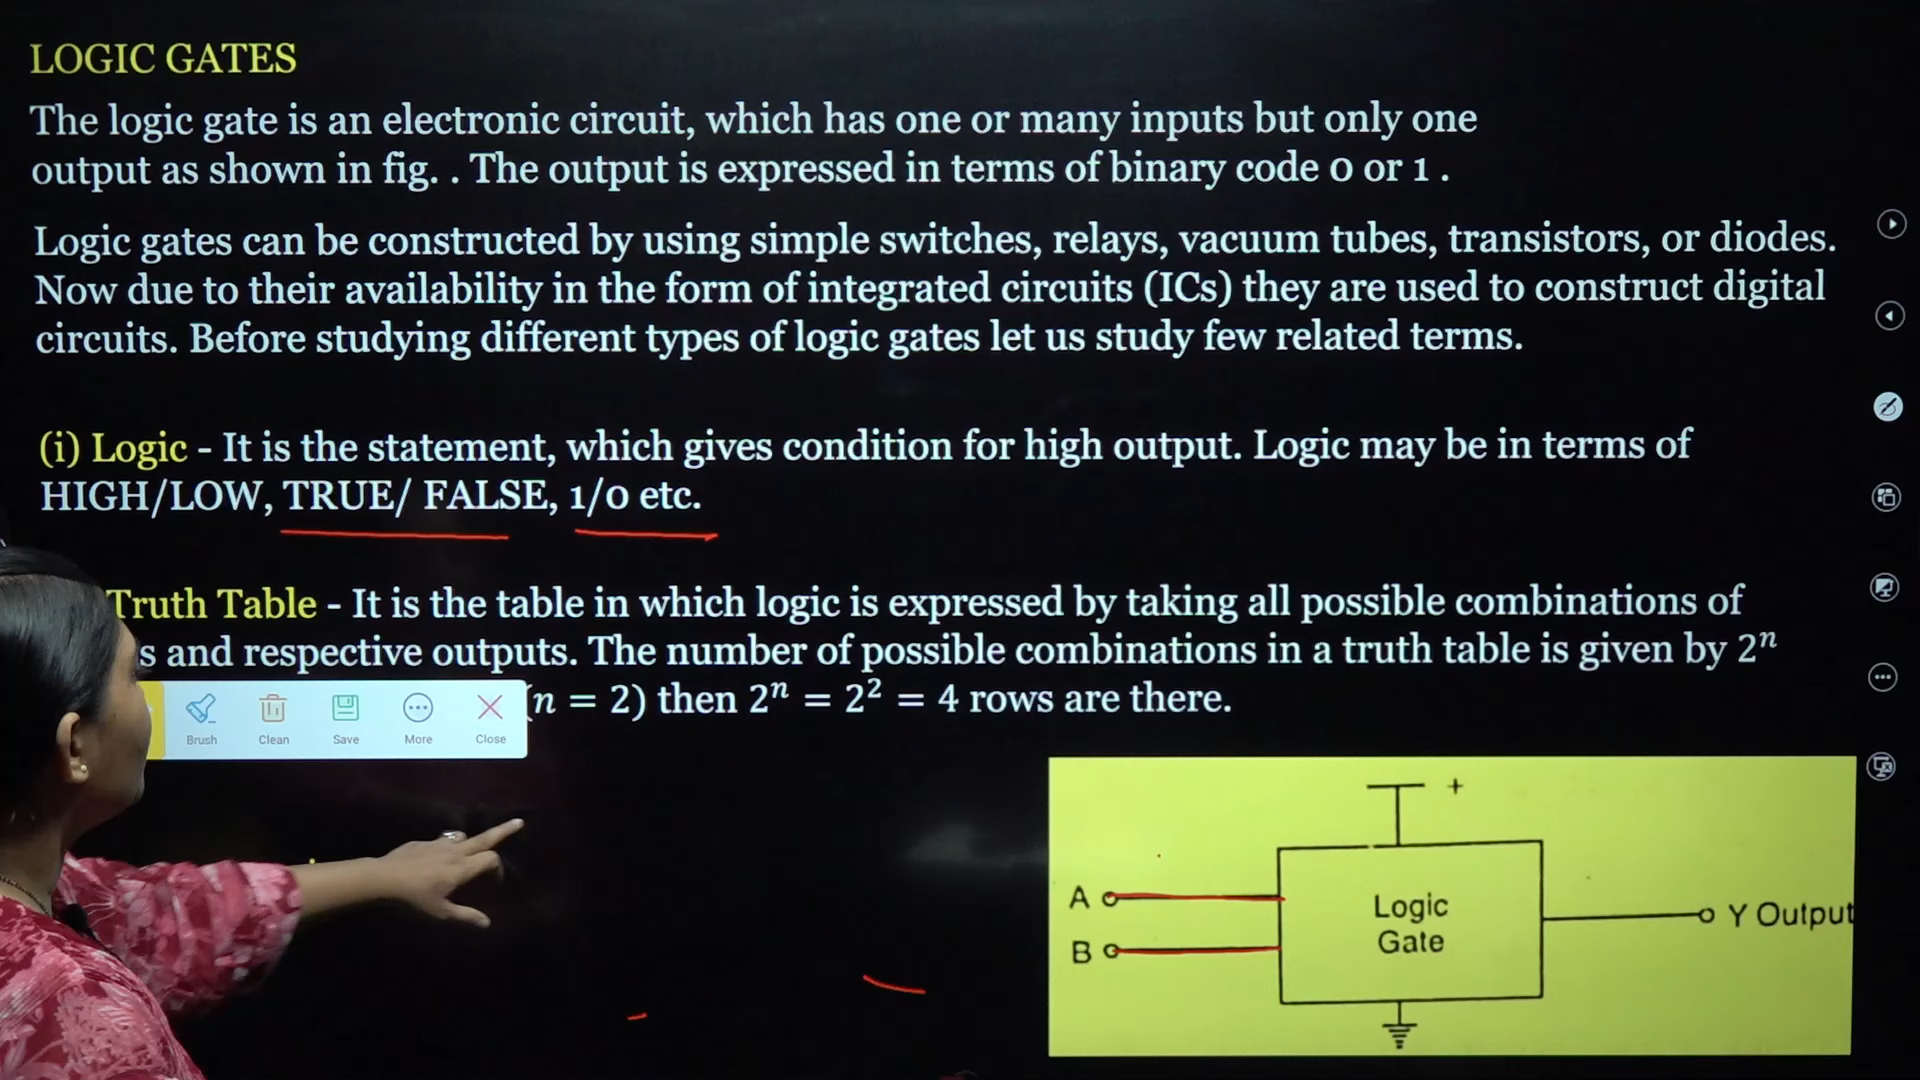 LOGIC GATES
The logic gate is an electronic circuit, which has one or many inputs but only one
output as shown in fig. . The output is expressed in terms of binary code 0 or 1 .
Logic gates can be constructed by using simple switches, relays, vacuum tubes, transistors, or diodes.
Now due to their availability in the form of integrated circuits (ICs) they are used to construct digital
circuits. Before studying different types of logic gates let us study few related terms.
(i) Logic - It is the statement, which gives condition for high output. Logic may be in terms of
HIGH/LOW, TRUE/ FALSE, 1/0 etc.
Truth Table - It is the table in which logic is expressed by taking all possible combinations of
s and respective outputs. The number of possible combinations in a truth table is given by 2ⁿ
(n = 2) then 2ⁿ = 2² = 4 rows are there.
Brush Clean Save More Close
+
A
Logic
Gate
Y Output
B